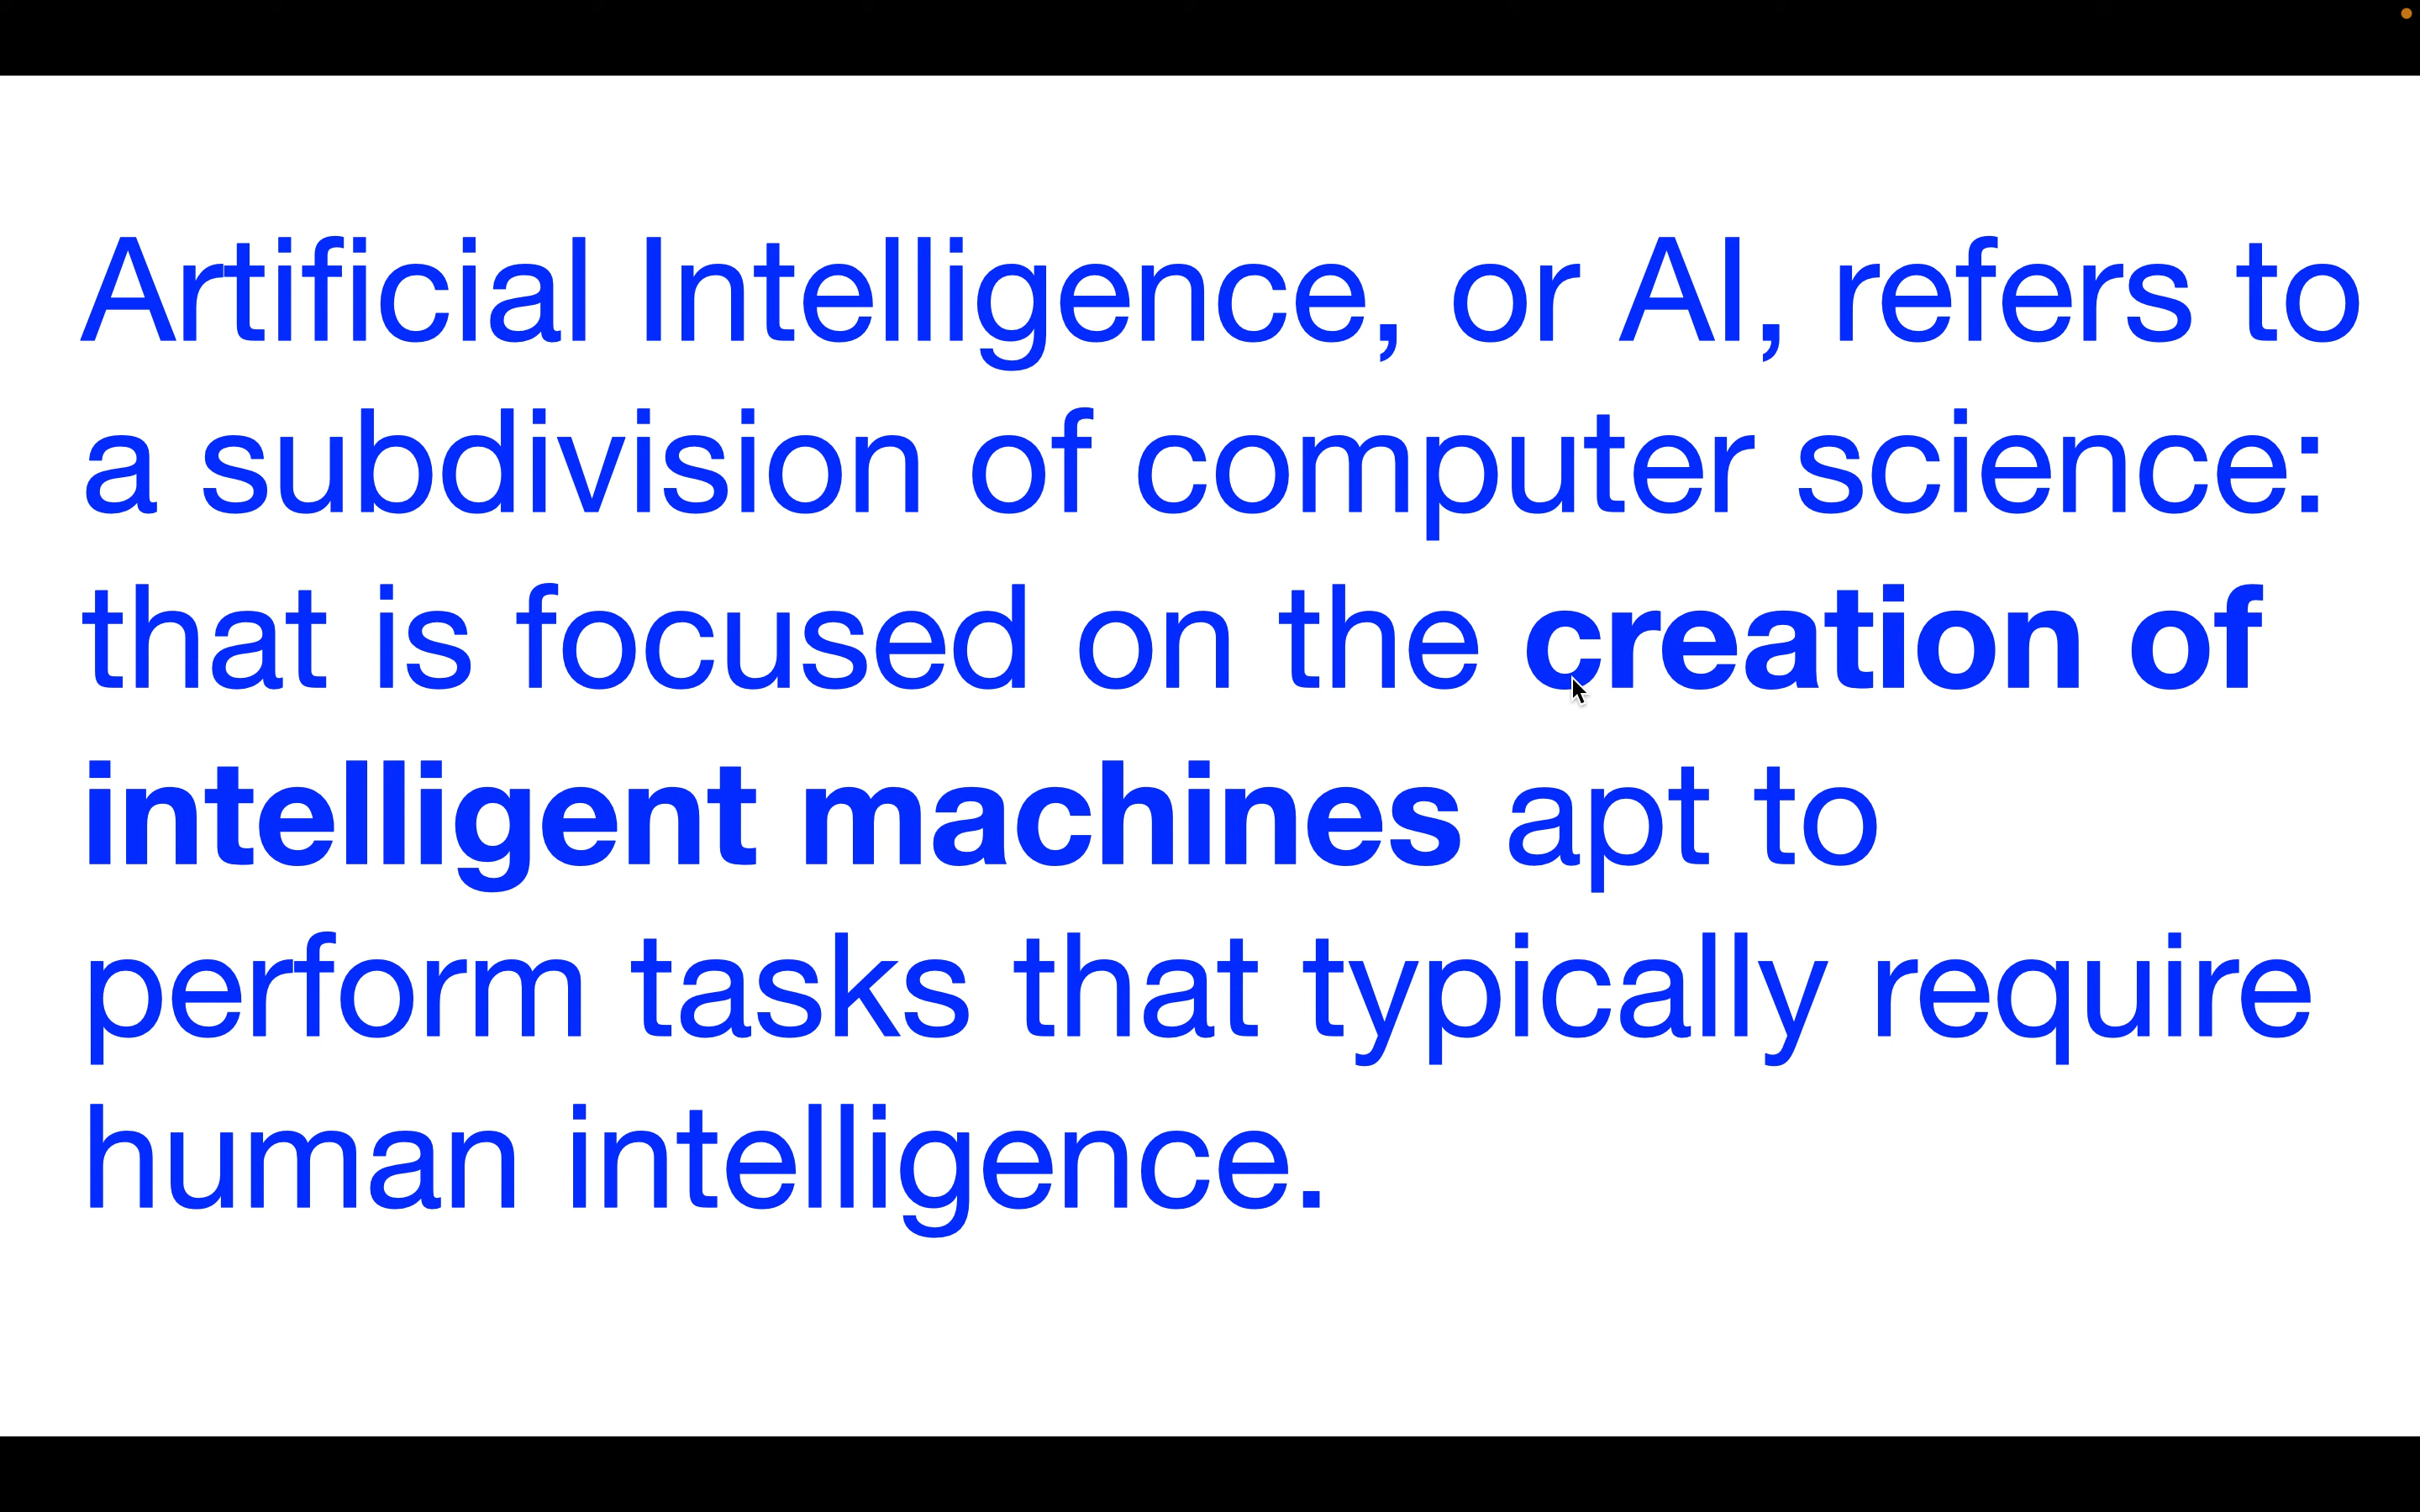 Artificial Intelligence, or AI, refers to
a subdivision of computer science:
that is focused on the creation of
intelligent machines apt to
perform tasks that typically require
human intelligence.